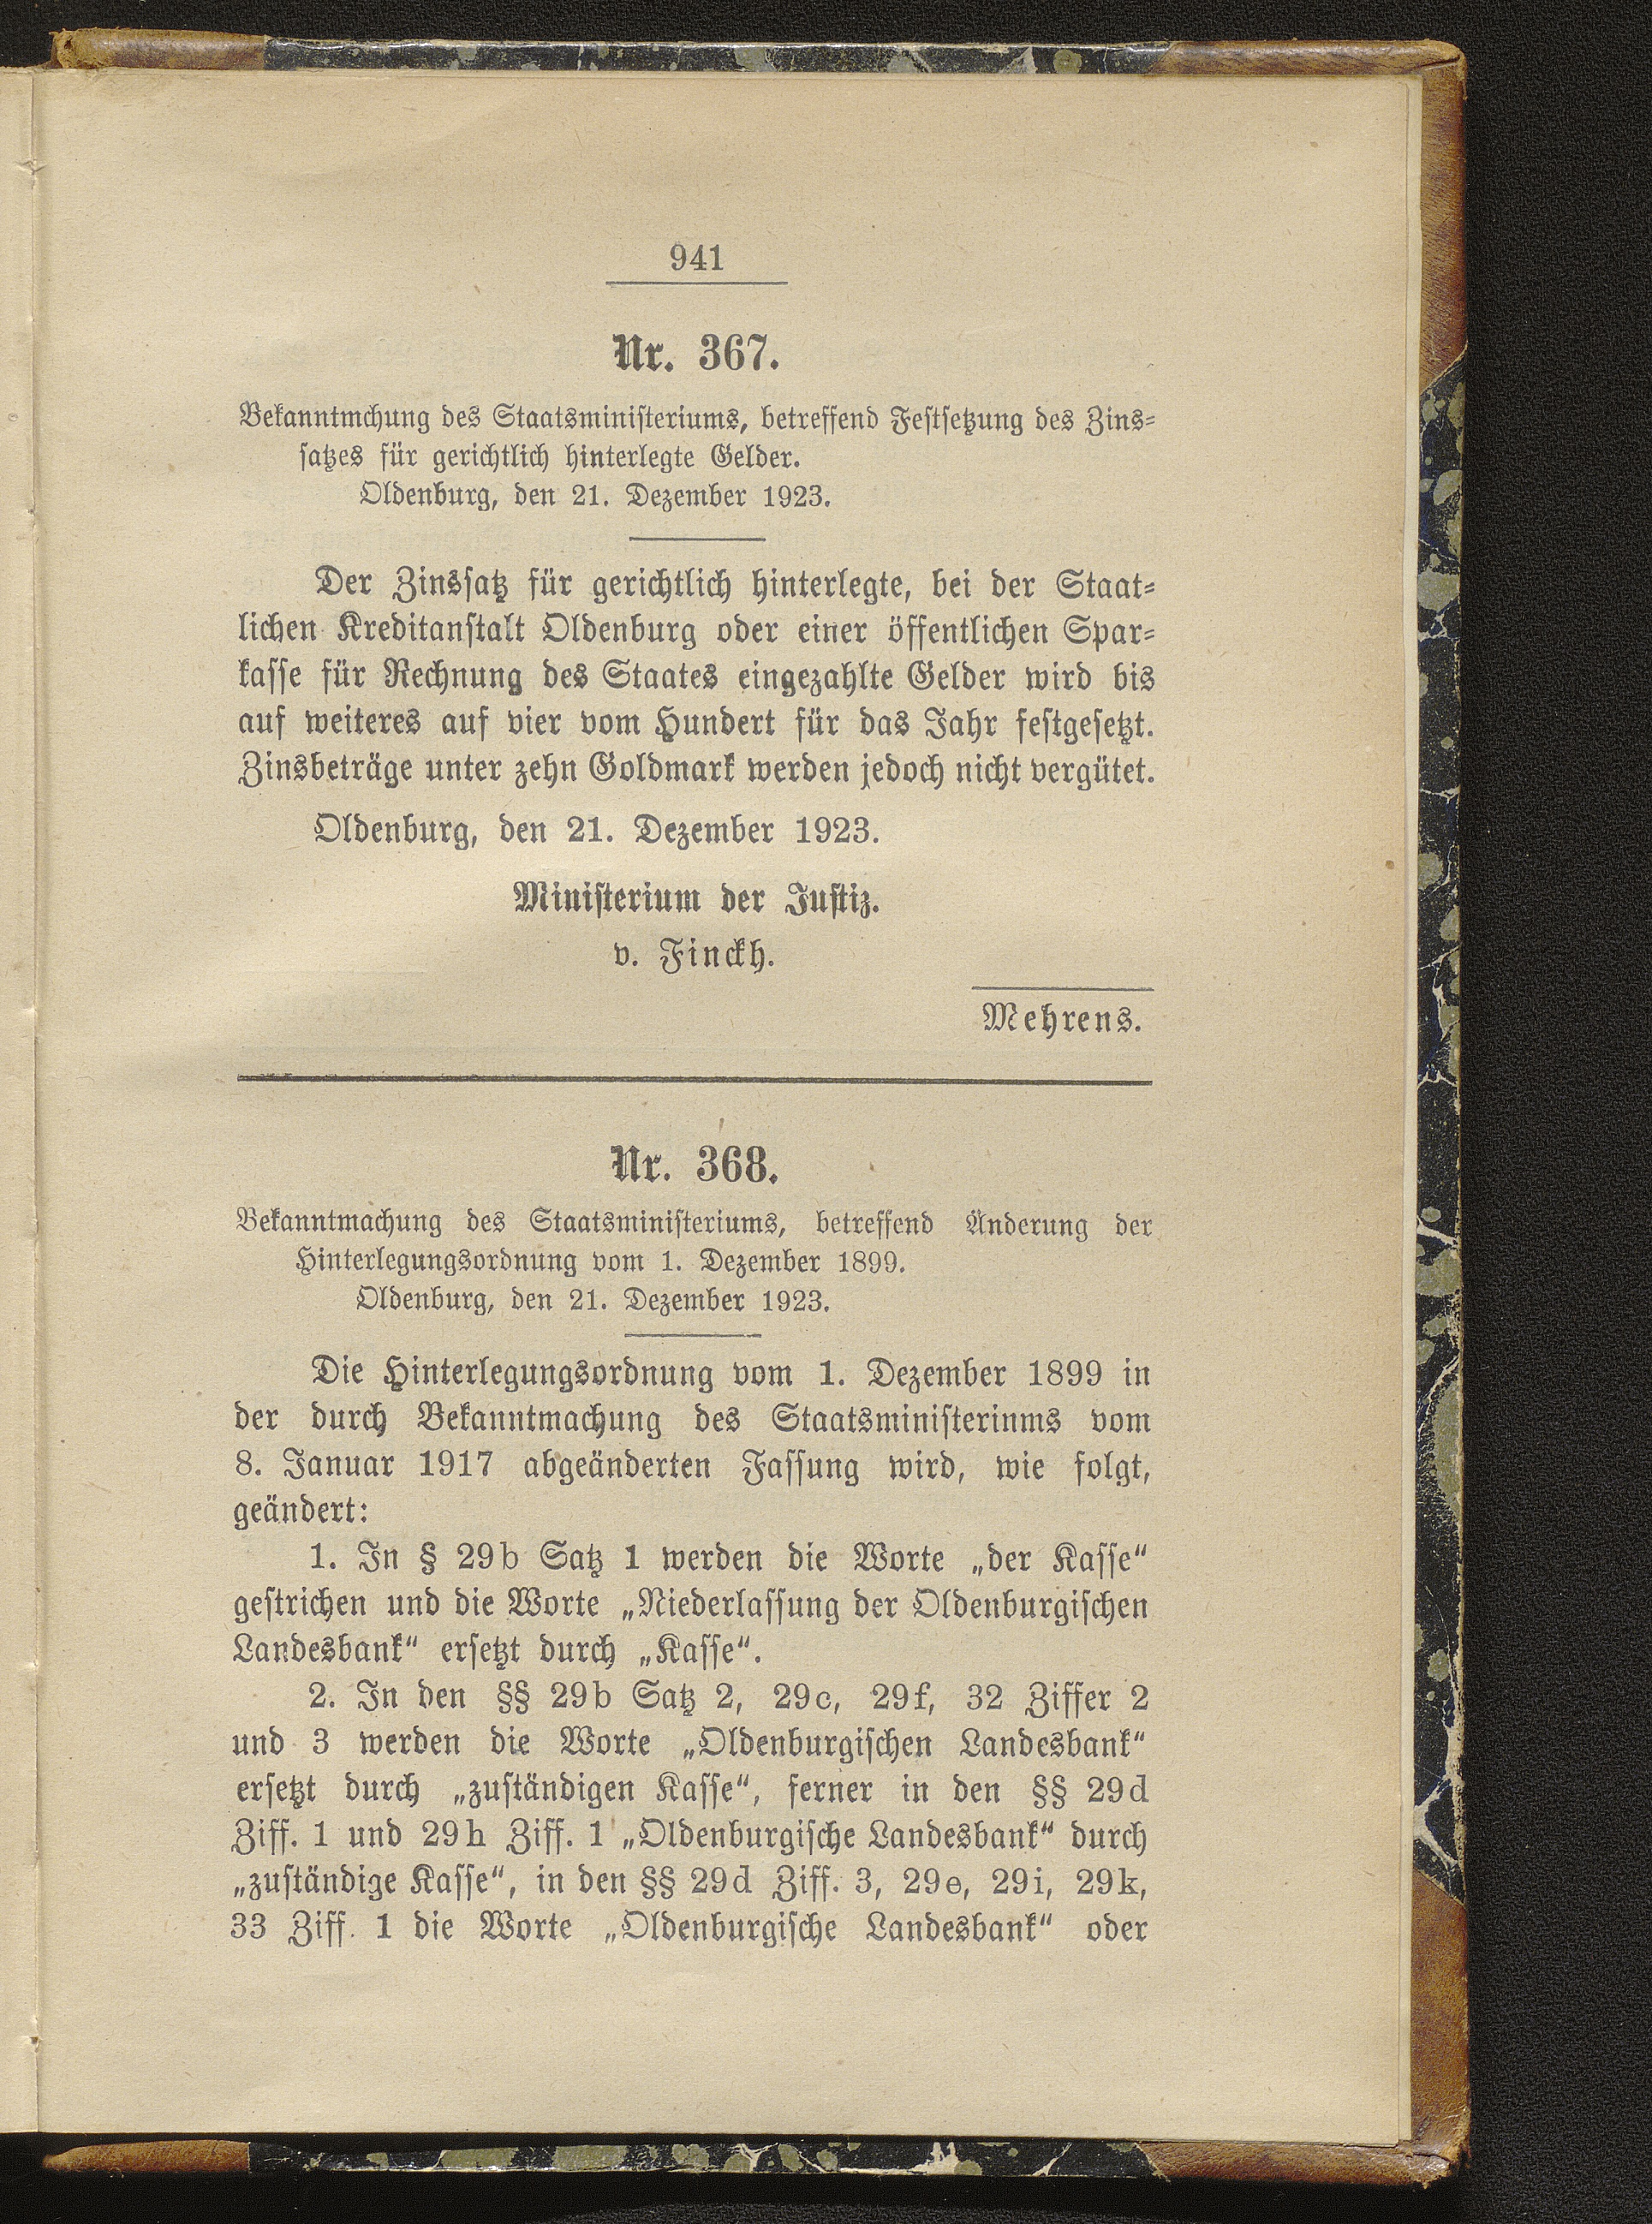 941
Nr. 367.
Bekanntmchung des Staatsministeriums, betreffend Festsetzung des Zins-
satzes für gerichtlich hinterlegte Gelder.
Oldenburg, den 21. Dezember 1923.
Der Zinssatz für gerichtlich hinterlegte, bei der Staat-
lichen Kreditanstalt Oldenburg oder einer öffentlichen Spar-
kasse für Rechnung des Staates eingezahlte Gelder wird bis
auf weiteres auf vier vom Hundert für das Jahr festgesetzt.
Zinsbeträge unter zehn Goldmark werden jedoch nicht vergütet.
Oldenburg, den 21. Dezember 1923.
Ministerium der Justiz.
v. Finckh.
Mehrens.
Nr. 368.
Bekanntmachung des Staatsministeriums, betreffend Änderung der
Hinterlegungsordnung vom 1. Dezember 1899.
Oldenburg, den 21. Dezember 1923.
Die Hinterlegungsordnung vom 1. Dezember 1899 in
der durch Bekanntmachung des Staatsministerinms vom
8. Januar 1917 abgeänderten Fassung wird, wie folgt,
geändert:
1. In § 29b Satz 1 werden die Worte „der Kasse“
gestrichen und die Worte „Niederlassung der Oldenburgischen
Landesbank“ ersetzt durch „Kasse“.
2. In den §§ 29b Satz 2, 29c, 29f, 32 Ziffer 2
und 3 werden die Worte „Oldenburgischen Landesbank“
ersetzt durch „zuständigen Kasse“, ferner in den §§ 29d
Ziff. 1 und 29h Ziff. 1 „Oldenburgische Landesbank“ durch
„zuständige Kasse“, in den §§ 29d Ziff. 3, 29e, 29i, 29k,
33 Ziff. 1 die Worte „Oldenburgische Landesbank“ oder